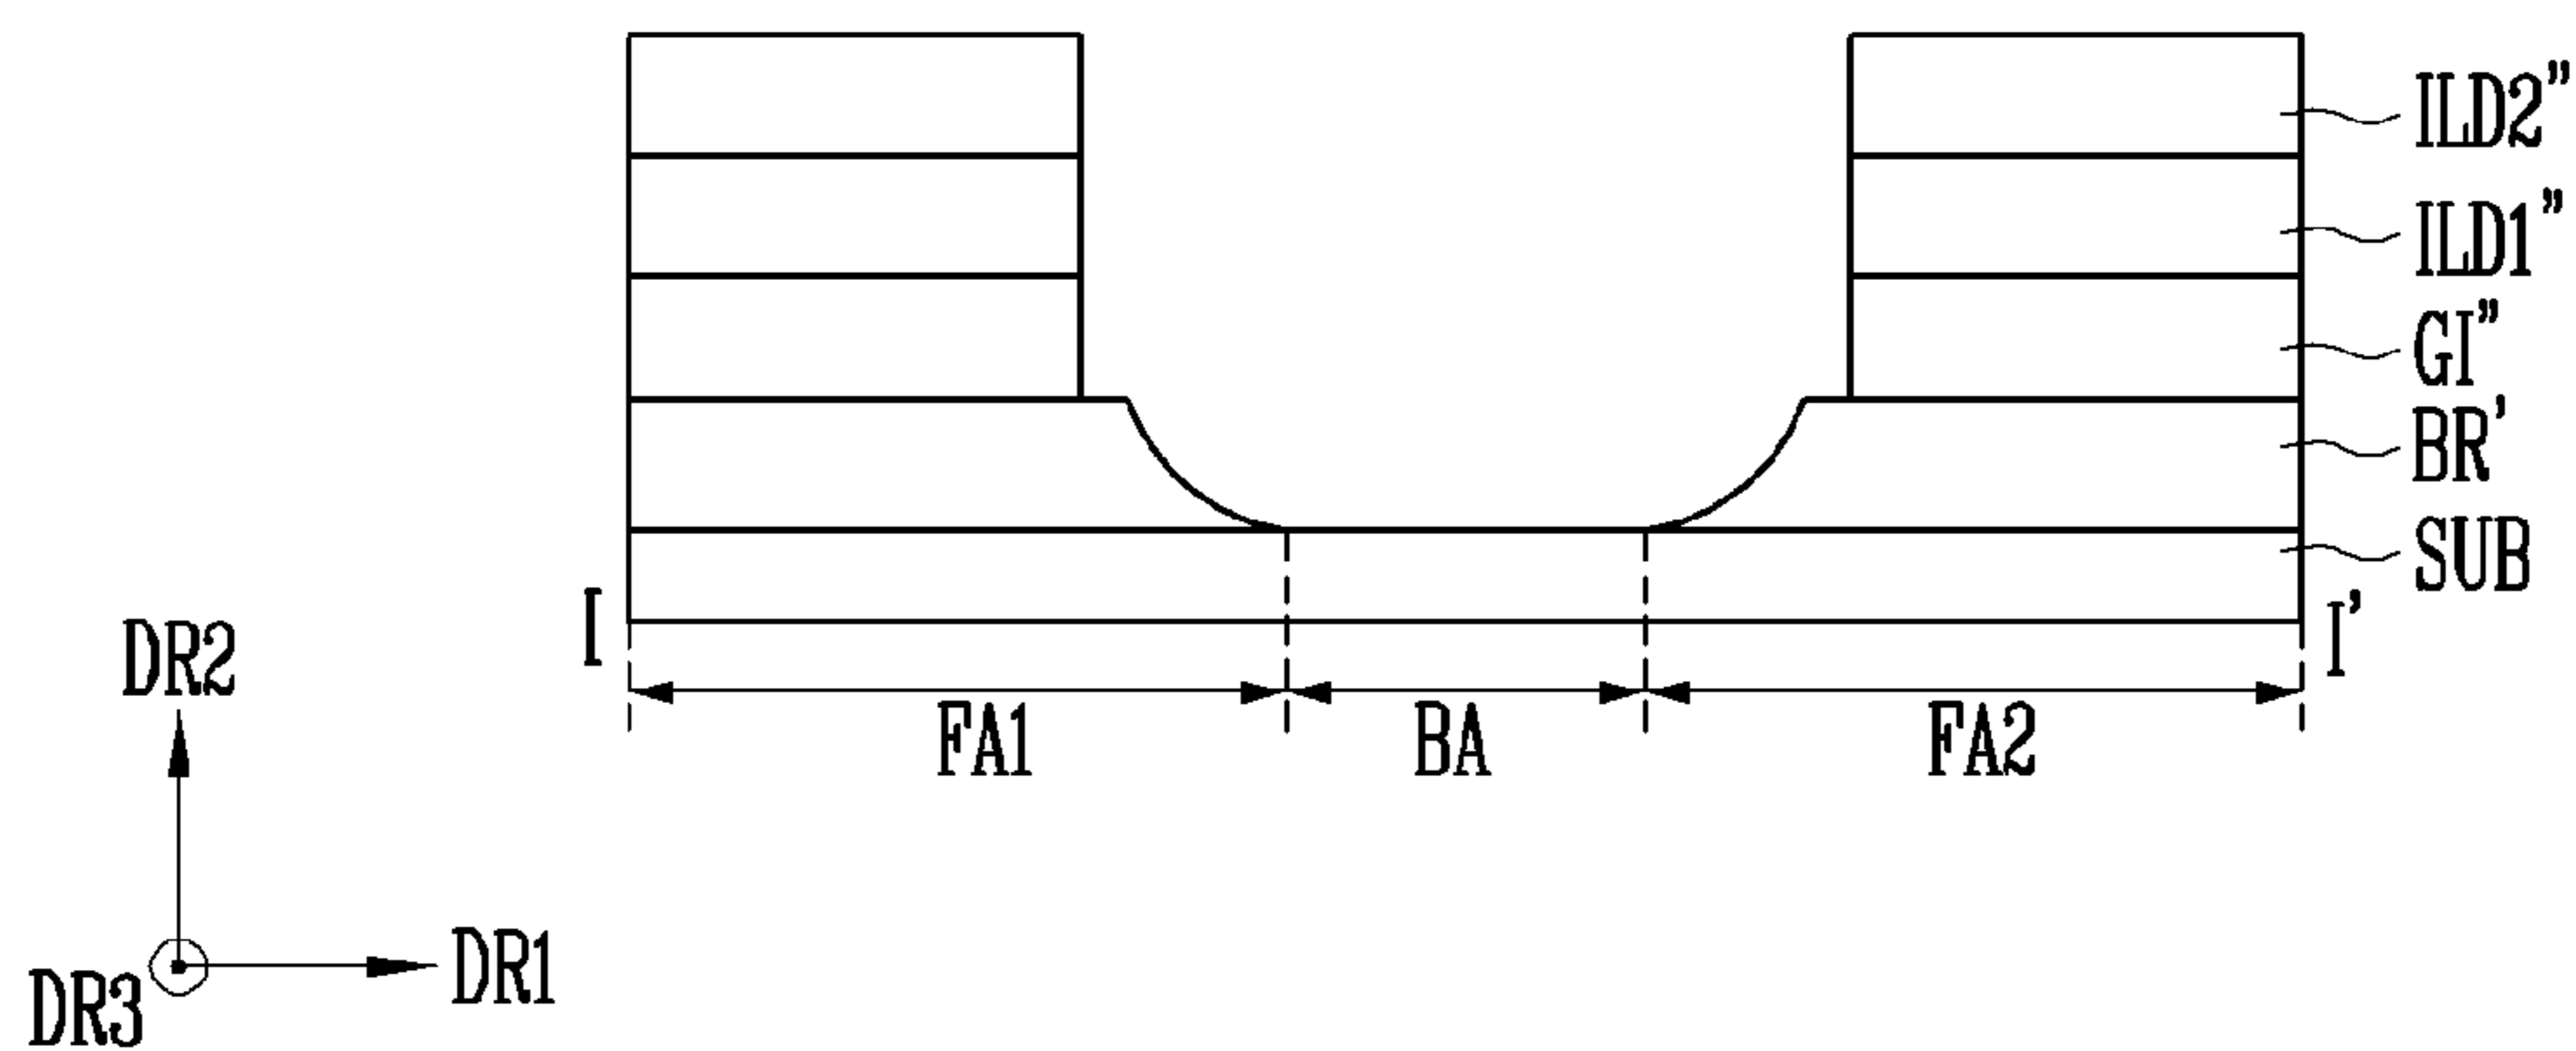 ILD2”
ILD1”
GI”
BR'
SUB
I
I'
FA1
BA
FA2
DR2
DR1
DR3